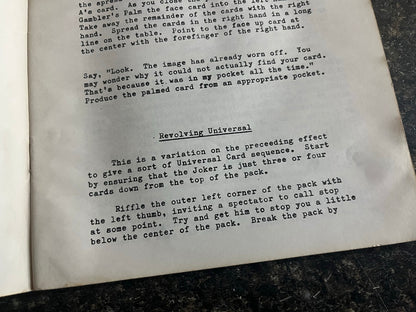 the spre
A's card. As you close the
Gambler's Palm the face card into the left
Take away the remainder of the cards with the right
hand. Spread the cards in the right hand in a long
line on the table. Point to the face up card at
the center with the forefinger of the right hand.
Say, "Look. The image has already worn off. You
may wonder why it could not actually find your card.
That's because it was in my pocket all the time."
Produce the palmed card from an appropriate pocket.
Revolving Universal
This is a variation on the preceeding effect
to give a sort of Universal Card sequence. Start
by ensuring that the Joker is just three or four
cards down from the top of the pack.
Riffle the outer left corner of the pack with
the left thumb, inviting a spectator to call stop
at some point. Try and get him to stop you a little
below the center of the pack. Break the pack by